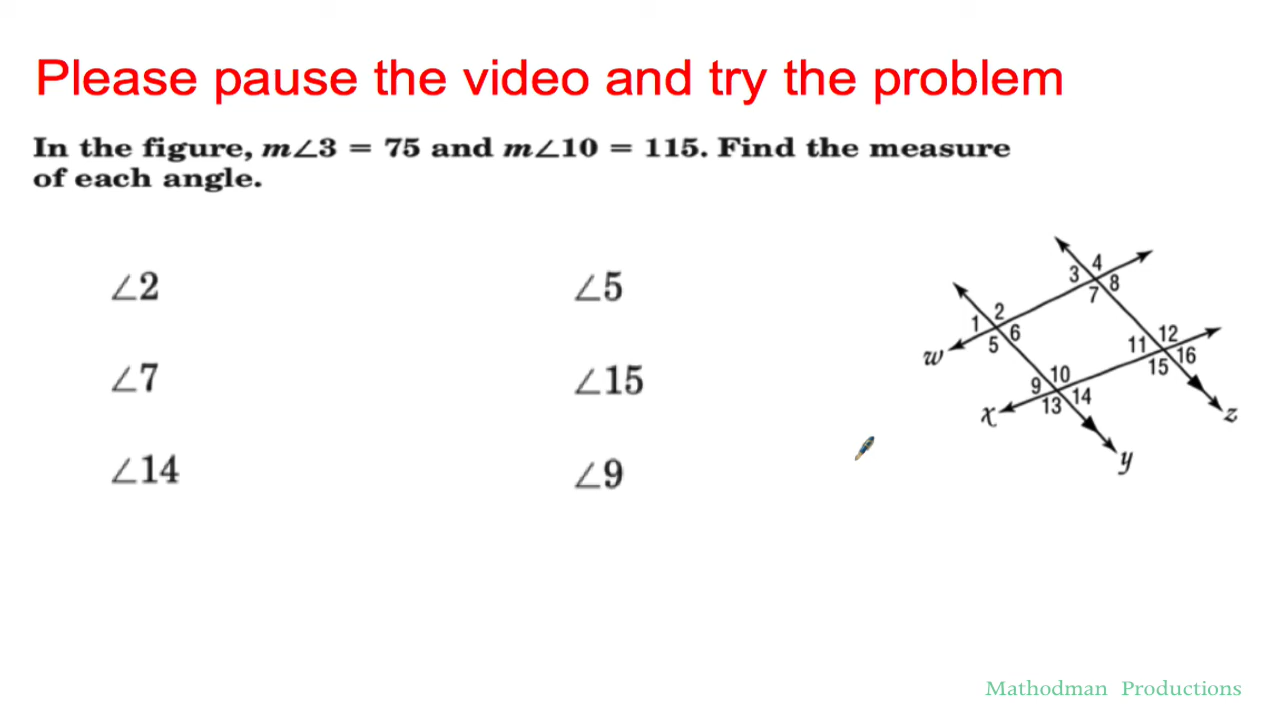 Please pause the video and try the problem
In the figure, m∠3 = 75 and m∠10 = 115. Find the measure
of each angle.
∠2
∠5
∠7
∠15
∠14
∠9
4
3
8
7
2
1
6
5
w
12
11
16
15
10
9
14
13
x
z
y
Mathodman Productions